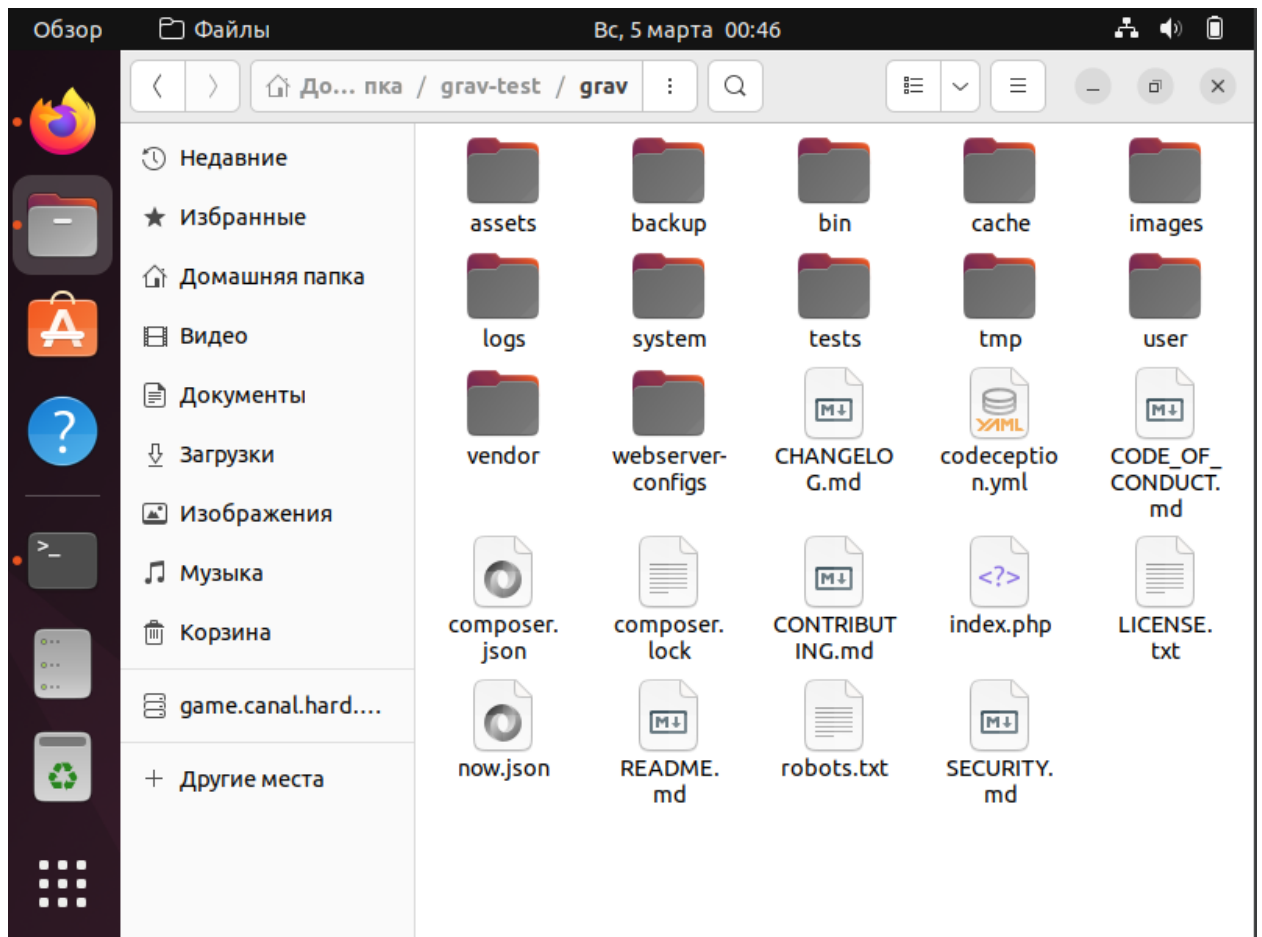 Обзор
Файлы
Вс, 5 марта 00:46
До... пка / grav-test / grav
Недавние
Избранные
Домашняя папка
Видео
Документы
Загрузки
Изображения
Музыка
Корзина
game.canal.hard....
+ Другие места
assets
backup
bin
cache
images
logs
system
tests
tmp
user
vendor
webserver-
configs
CHANGELO
G.md
codeceptio
n.yml
CODE_OF_
CONDUCT.
md
composer.
json
composer.
lock
CONTRIBUT
ING.md
index.php
LICENSE.
txt
now.json
README.
md
robots.txt
SECURITY.
md
A
?
>_
M↓
YAML
M↓
M↓
<?>
M↓
M↓